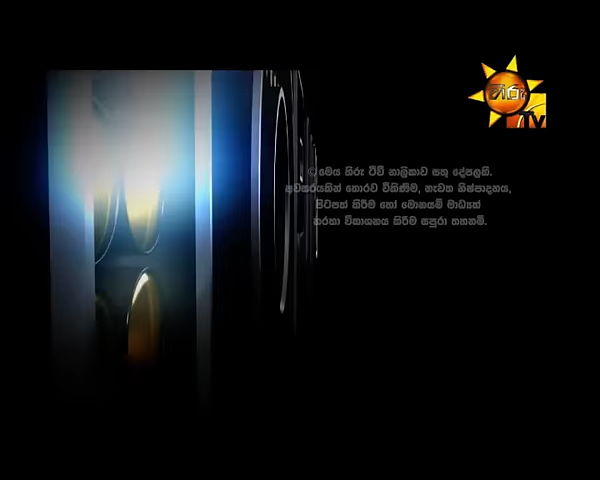 හිරු
TV
© මෙය හිරු ටීවී නාලිකාව සතු දේපලකි.
අවසරයකින් තොරව විකිණීම, නැවත නිෂ්පාදනය,
පිටපත් කිරීම හෝ මොනයම් මාධ්‍යක්
හරහා විකාශනය කිරීම සපුරා තහනම්.